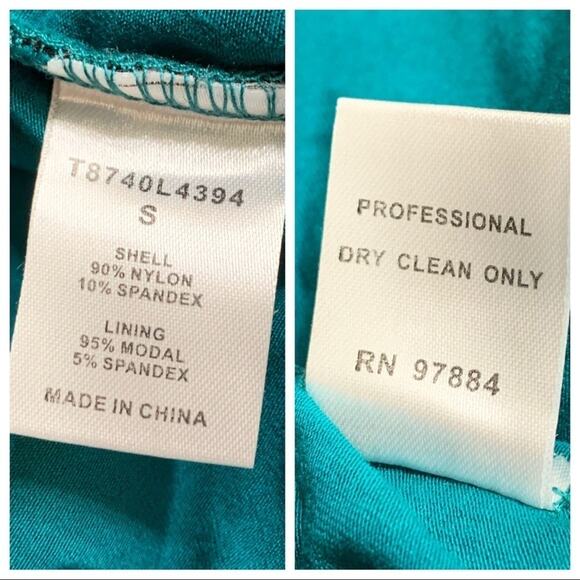 T8740L4394
S
SHELL
90% NYLON
10% SPANDEX
LINING
95% MODAL
5% SPANDEX
MADE IN CHINA
PROFESSIONAL
DRY CLEAN ONLY
RN 97884